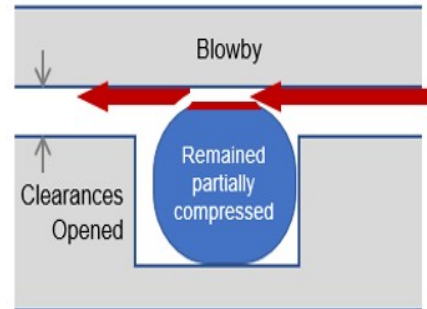 Blowby
Remained
partially
compressed
Clearances
Opened